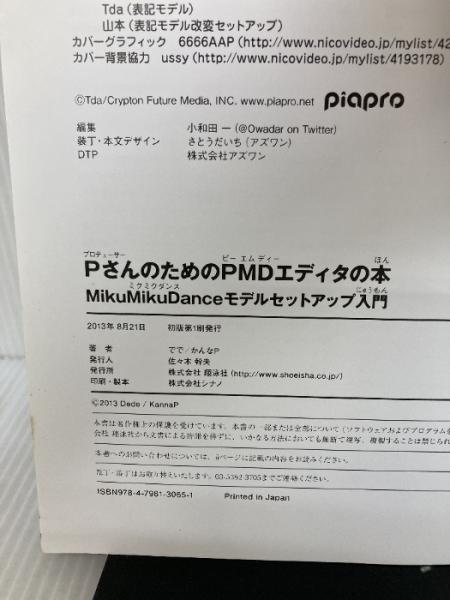 Tda (表記モデル)
山本 (表記モデル改変セットアップ)
カバーグラフィック 6666AAP (http://www.nicovideo.jp/mylist/42
カバー背景協力 ussy (http://www.nicovideo.jp/mylist/4193178)
©Tda/Crypton Future Media, INC. www.piapro.net piapro
編集 小和田 一 (@Owadar on Twitter)
装丁・本文デザイン さとうだいち (アズワン)
DTP 株式会社アズワン
プロデューサー ピー エム ディー ほん
PさんのためのPMDエディタの本
ミクミクダンス にゅうもん
MikuMikuDanceモデルセットアップ入門
2013年 8月21日 初版第1刷発行
著者 でで/かんなP
発行人 佐々木 幹夫
発行所 株式会社 翔泳社 (http://www.shoeisha.co.jp/)
印刷・製本 株式会社シナノ
©2013 Dede / KannaP
本書は著作権上の保護を受けています。本書の一部または全部について (ソフトウェアおよびプログラムを
会社 翔泳社から文書による許諾を得ずに、いかなる方法においても無断で複写、複製することは禁じられ
本書へのお問い合わせについては、iiページに記載の内容をお読みください。
乱丁・落丁はお取り替えいたします。03-5362-3705までご連絡ください。
ISBN978-4-7981-3065-1 Printed in Japan